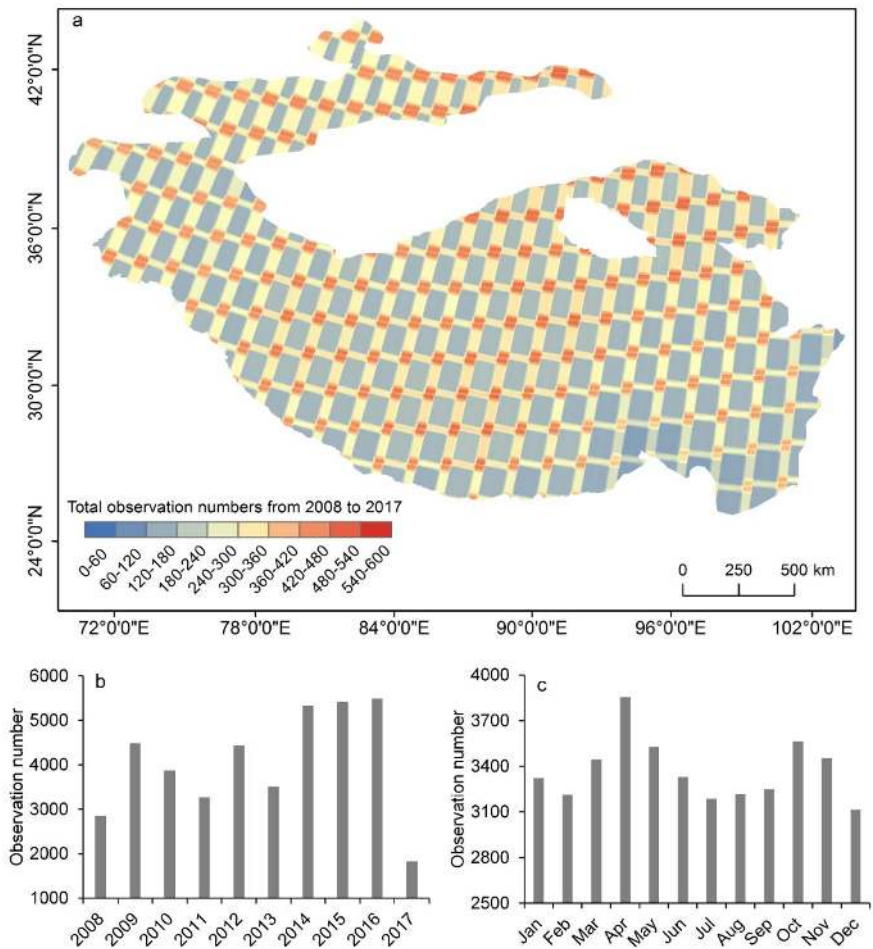 a
42°0'0"N
36°0'0"N
30°0'0"N
24°0'0"N
Total observation numbers from 2008 to 2017
0-60
60-120
120-180
180-240
240-300
300-360
360-420
420-480
480-540
540-600
0 250 500 km
72°0'0"E 78°0'0"E 84°0'0"E 90°0'0"E 96°0'0"E 102°0'0"E
b
Observation number
6000
5000
4000
3000
2000
1000
2008 2009 2010 2011 2012 2013 2014 2015 2016 2017
c
Observation number
4000
3700
3400
3100
2800
2500
Jan Feb Mar Apr May Jun Jul Aug Sep Oct Nov Dec